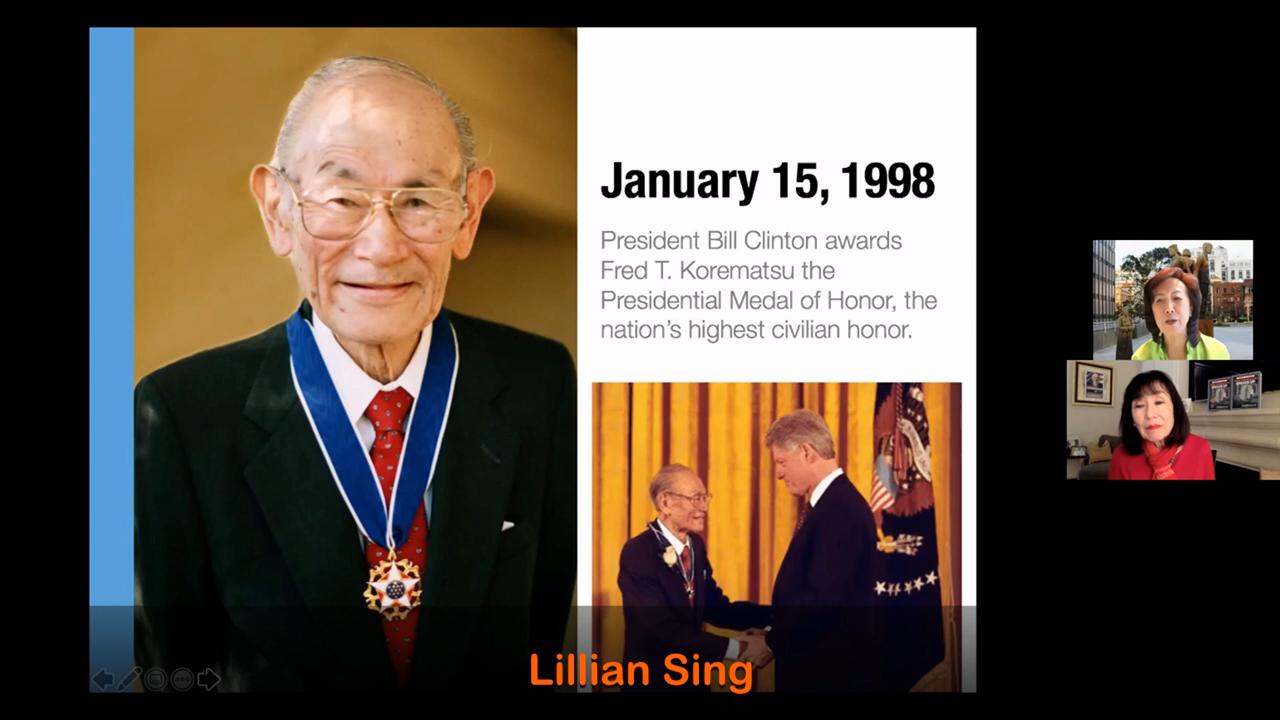 January 15, 1998
President Bill Clinton awards
Fred T. Korematsu the
Presidential Medal of Honor, the
nation's highest civilian honor.
Lillian Sing